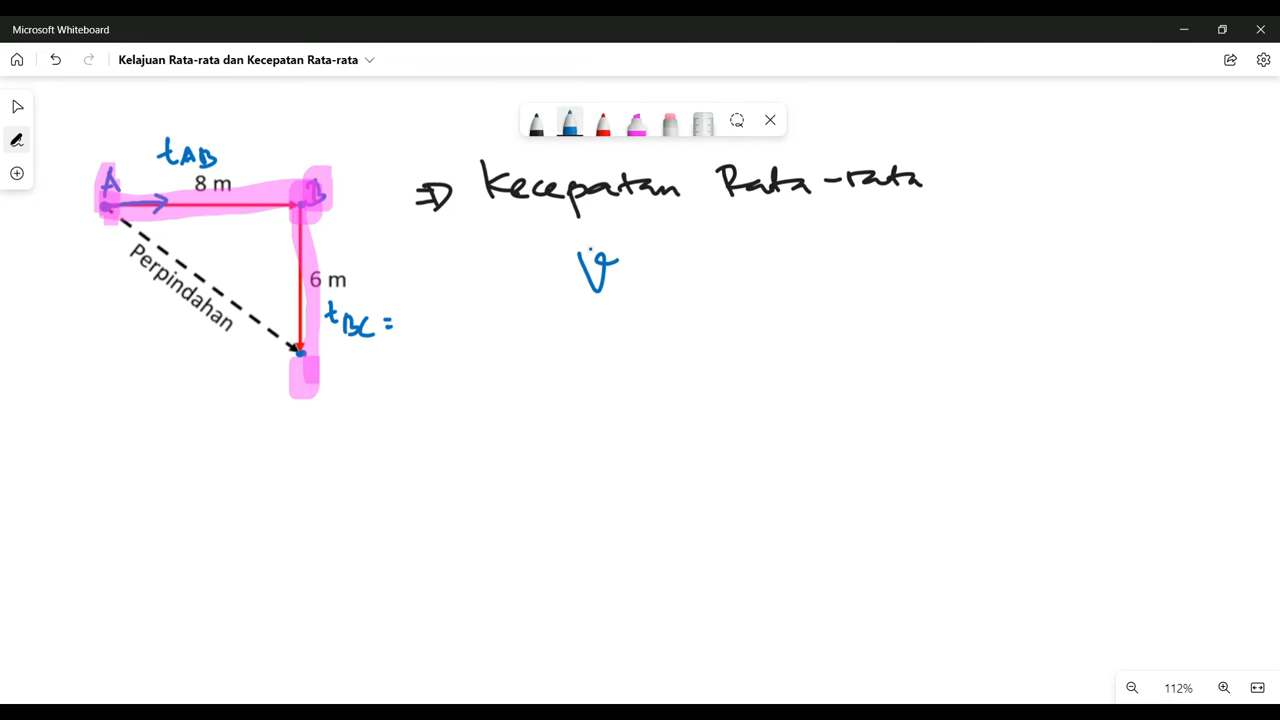 Microsoft Whiteboard
Kelajuan Rata-rata dan Kecepatan Rata-rata
tAB
A
8 m
B
⇒ Kecepatan Rata-rata
Perpindahan
6 m
v
tBC =
112%